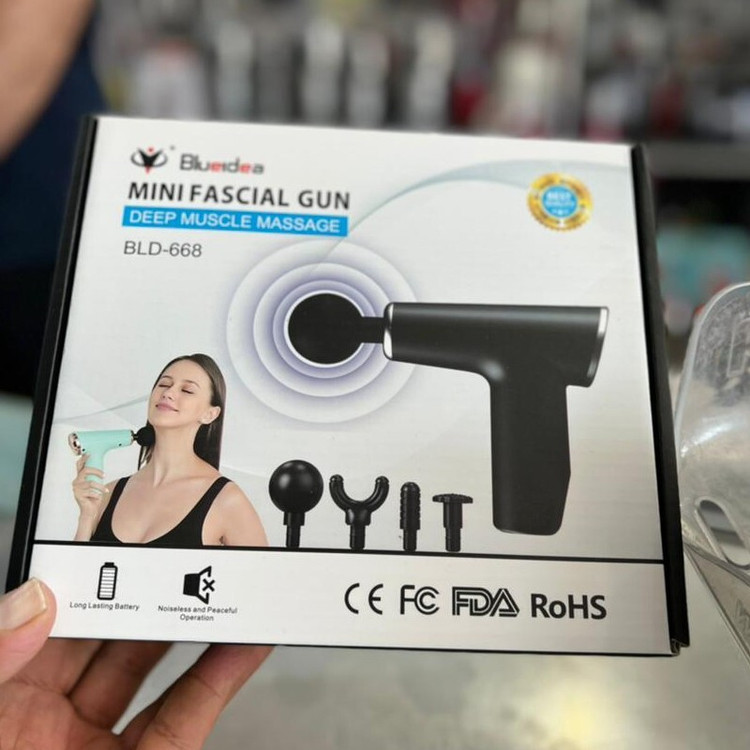 Blueidea
MINI FASCIAL GUN
DEEP MUSCLE MASSAGE
BLD-668
BEST
Long Lasting Battery
Noiseless and Peaceful
Operation
CE FC FDA RoHS